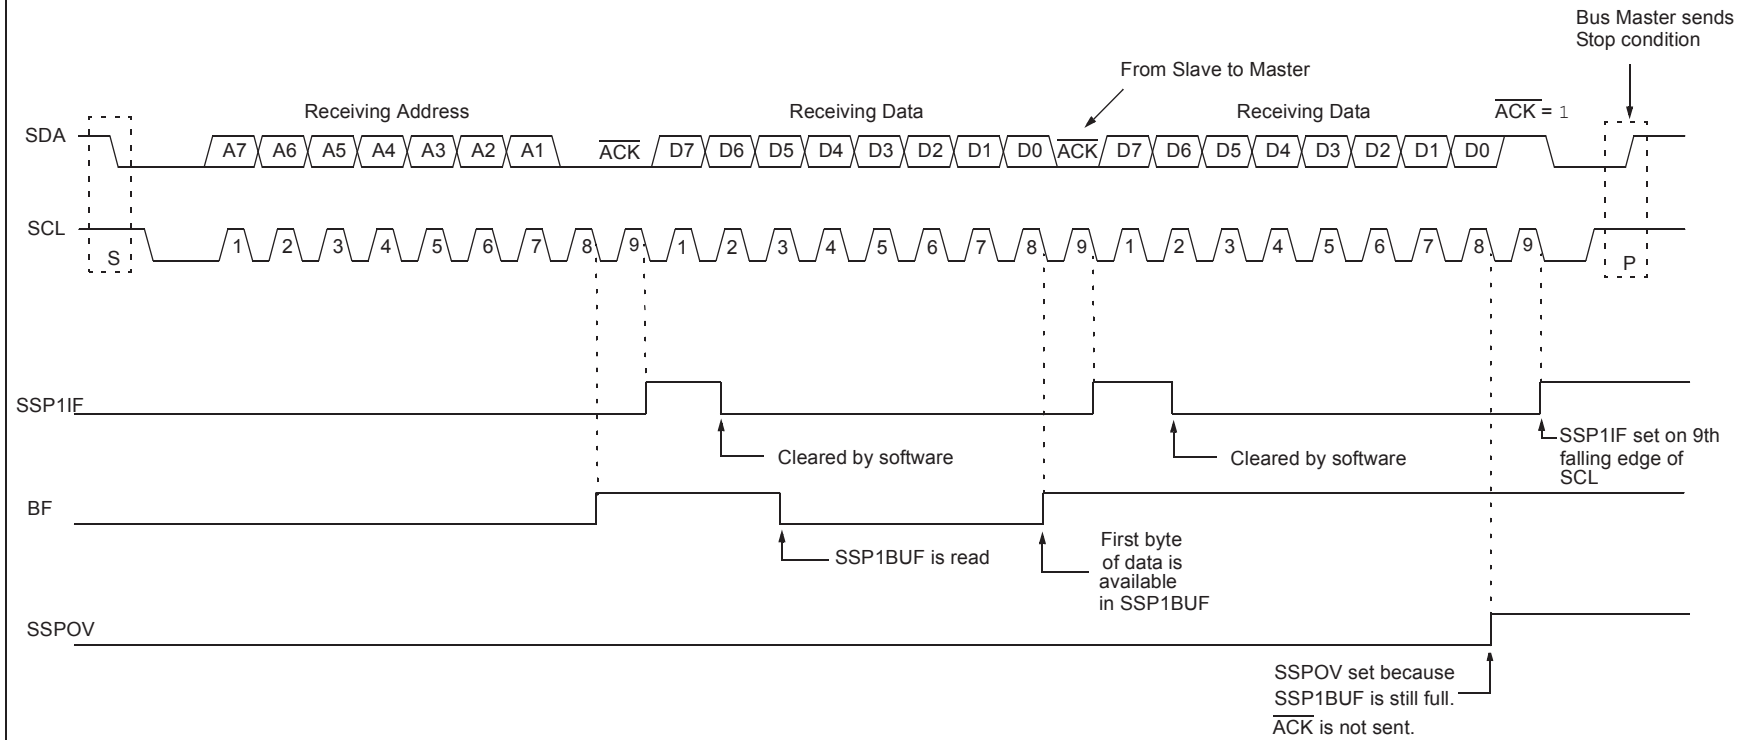 Bus Master sends
Stop condition
From Slave to Master
Receiving Address
Receiving Data
Receiving Data
ACK = 1
SDA
A7 A6 A5 A4 A3 A2 A1 ACK D7 D6 D5 D4 D3 D2 D1 D0 ACK D7 D6 D5 D4 D3 D2 D1 D0
SCL
S
1 2 3 4 5 6 7 8 9 1 2 3 4 5 6 7 8 9 1 2 3 4 5 6 7 8 9
P
SSP1IF
Cleared by software
Cleared by software
SSP1IF set on 9th
falling edge of
SCL
BF
SSP1BUF is read
First byte
of data is
available
in SSP1BUF
SSPOV
SSPOV set because
SSP1BUF is still full.
ACK is not sent.